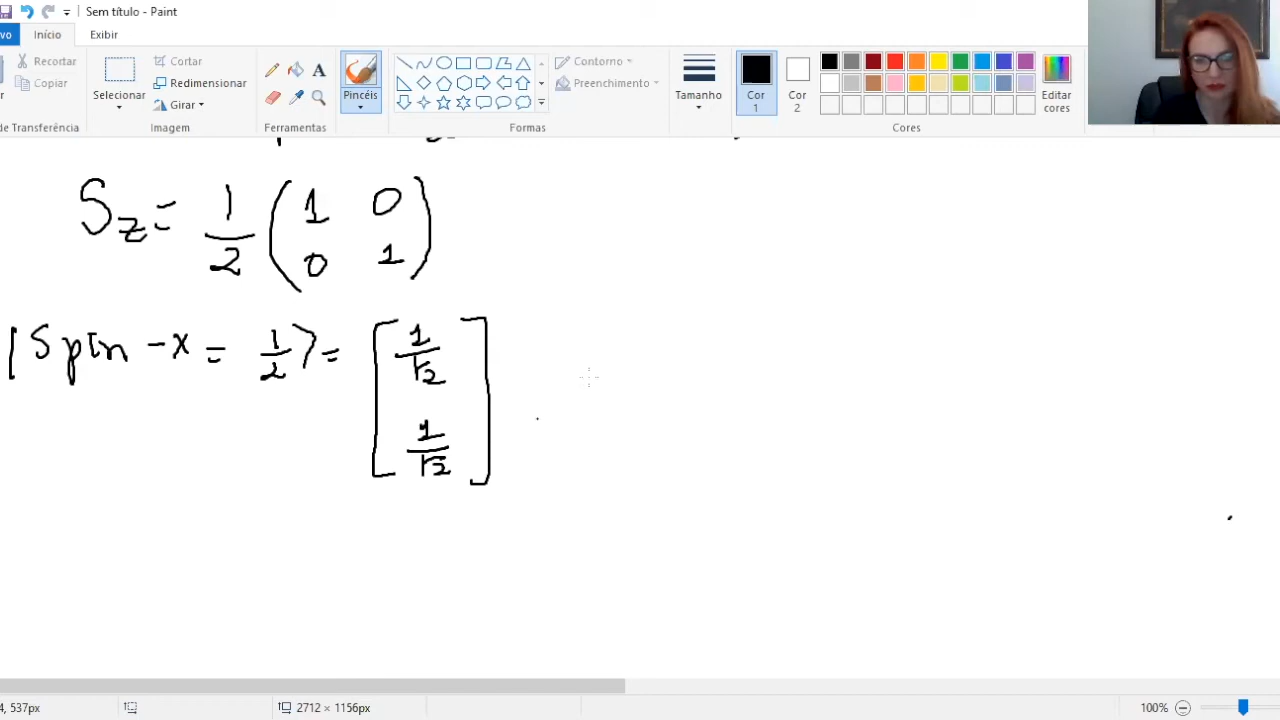 Sem título - Paint
vo Início Exibir
Recortar
Copiar
de Transferência
Selecionar
Cortar
Redimensionar
Girar
Imagem
A
Ferramentas
Pincéis
Contorno
Preenchimento
Formas
Tamanho
Cor
1
Cor
2
Editar
cores
Cores
S_z = 1/2 (1 0
0 1)
|Spin -x = 1/2⟩ = [1/√2
1/√2]
4, 537px
2712 × 1156px
100%